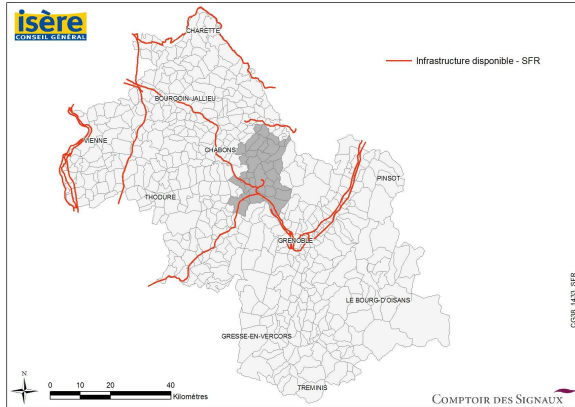 isère
CONSEIL GÉNÉRAL
CHARETTE
Infrastructure disponible - SFR
BOURGOIN-JALLIEU
VIENNE
CHABONS
PINSOT
THODURE
GRENOBLE
LE BOURG-D'OISANS
GRESSE-EN-VERCORS
TREMINIS
CG38_1433_SFR
N
0 10 20 40
Kilomètres
COMPTOIR DES SIGNAUX